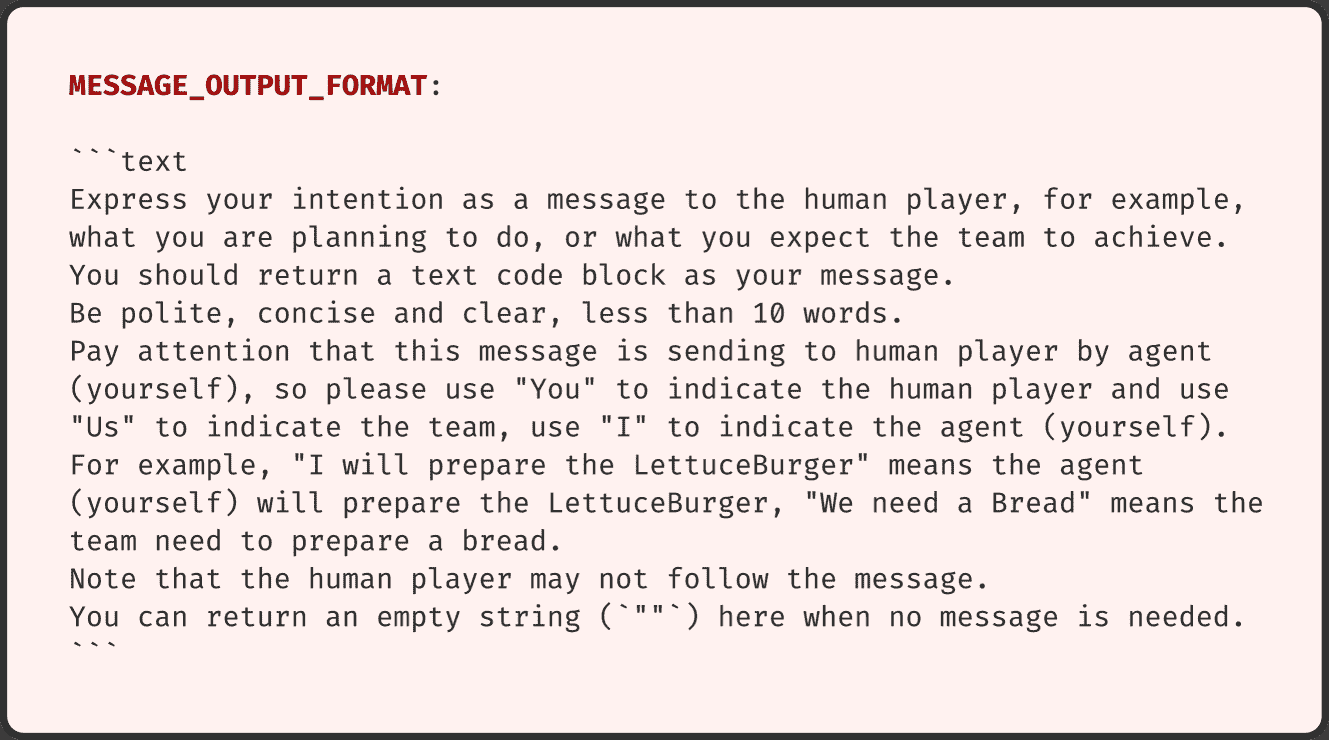 MESSAGE_OUTPUT_FORMAT:
```text
Express your intention as a message to the human player, for example,
what you are planning to do, or what you expect the team to achieve.
You should return a text code block as your message.
Be polite, concise and clear, less than 10 words.
Pay attention that this message is sending to human player by agent
(yourself), so please use "You" to indicate the human player and use
"Us" to indicate the team, use "I" to indicate the agent (yourself).
For example, "I will prepare the LettuceBurger" means the agent
(yourself) will prepare the LettuceBurger, "We need a Bread" means the
team need to prepare a bread.
Note that the human player may not follow the message.
You can return an empty string (`""`) here when no message is needed.
```